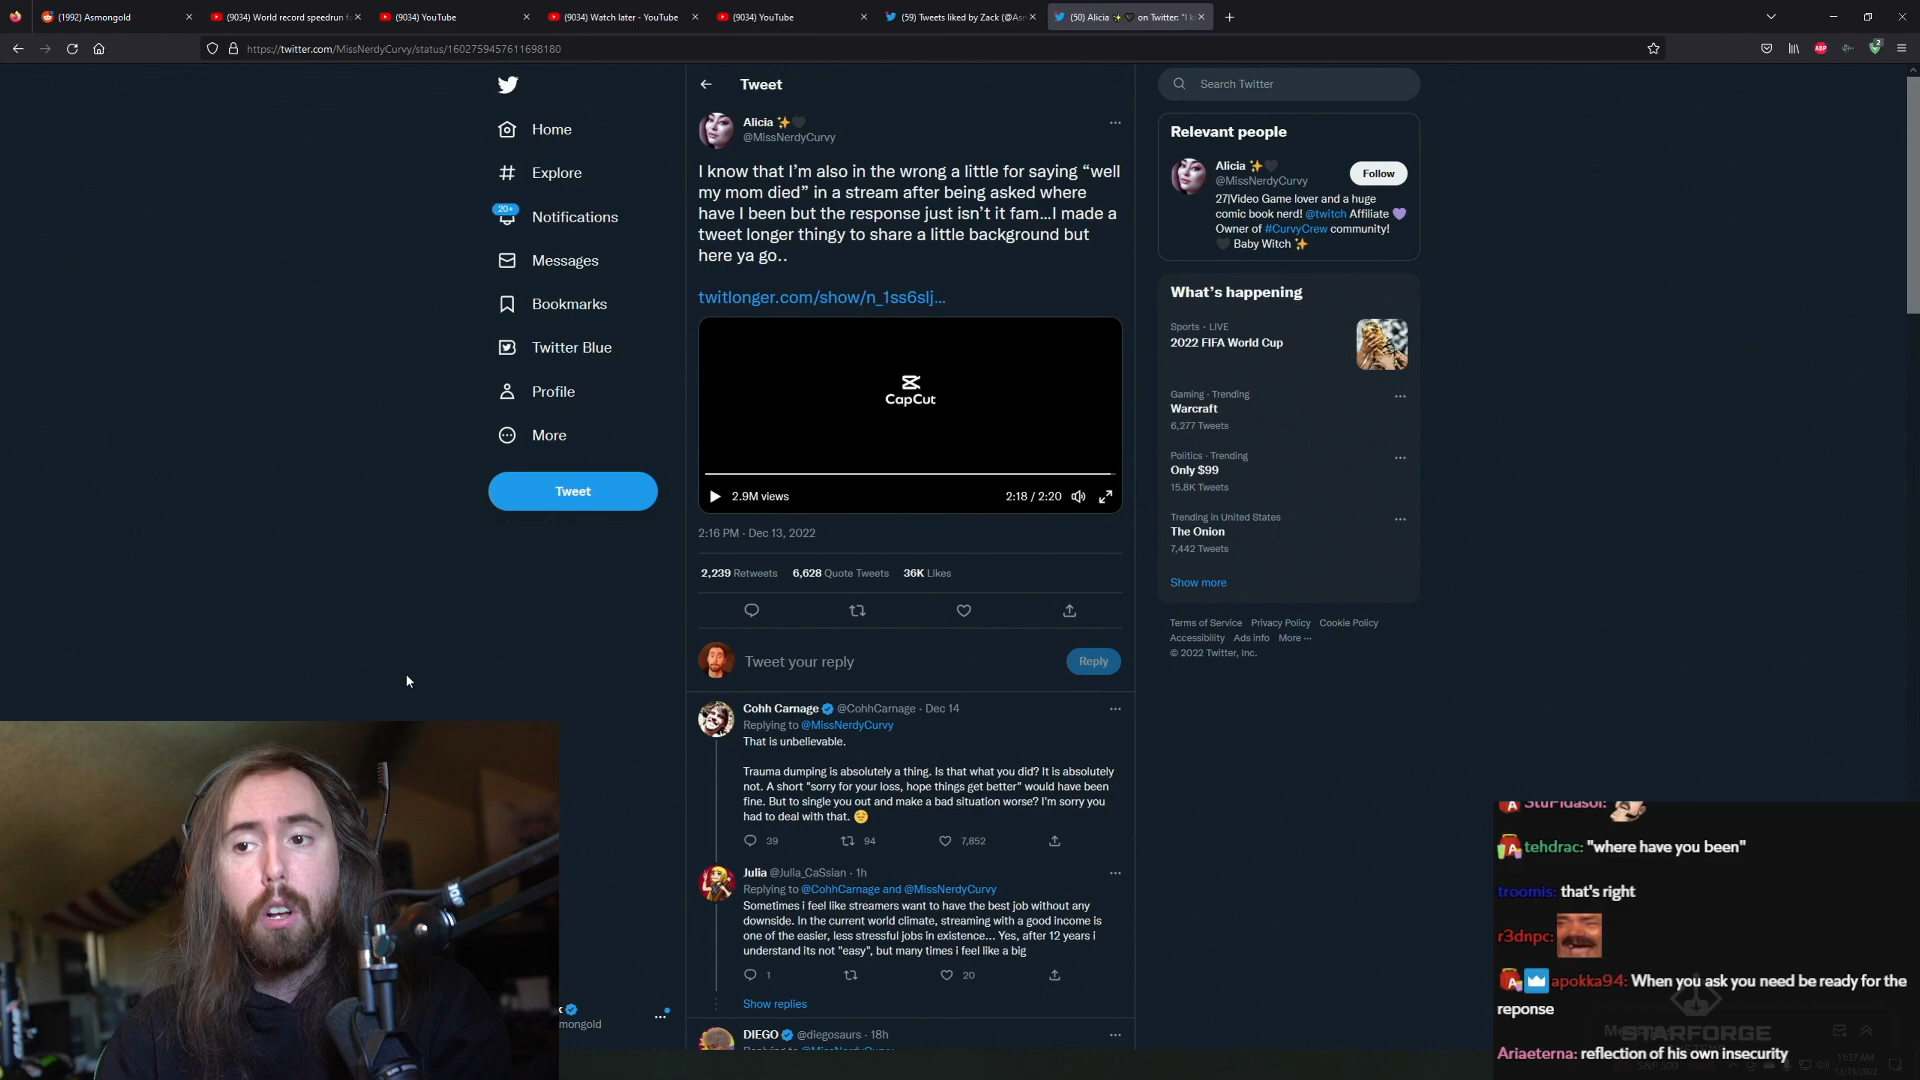 (1992) Asmongold
(9034) World record speedrun f
(9034) YouTube
(9034) Watch later - YouTube
(9034) YouTube
(59) Tweets liked by Zack (@As
(50) Alicia ✨🖤 on Twitter: "I k
https://twitter.com/MissNerdyCurvy/status/1602759457611698180
ABP
2
Home
Explore
20+
Notifications
Messages
Bookmarks
Twitter Blue
Profile
More
Tweet
Tweet
Alicia ✨🖤
@MissNerdyCurvy
I know that I’m also in the wrong a little for saying “well
my mom died” in a stream after being asked where
have I been but the response just isn’t it fam...I made a
tweet longer thingy to share a little background but
here ya go..
twitlonger.com/show/n_1ss6slj...
CapCut
2.9M views
2:18 / 2:20
2:16 PM · Dec 13, 2022
2,239 Retweets 6,628 Quote Tweets 36K Likes
Tweet your reply
Reply
Cohh Carnage @CohhCarnage · Dec 14
Replying to @MissNerdyCurvy
That is unbelievable.
Trauma dumping is absolutely a thing. Is that what you did? It is absolutely
not. A short "sorry for your loss, hope things get better" would have been
fine. But to single you out and make a bad situation worse? I'm sorry you
had to deal with that. 😔
39 94 7,852
Julia @Julia_CaSsian · 1h
Replying to @CohhCarnage and @MissNerdyCurvy
Sometimes i feel like streamers want to have the best job without any
downside. In the current world climate, streaming with a good income is
one of the easier, less stressful jobs in existence... Yes, after 12 years i
understand its not "easy", but many times i feel like a big
1 20
Show replies
DIEGO @diegosaurs · 18h
Replying to @MissNerdyCurvy
Search Twitter
Relevant people
Alicia ✨🖤
@MissNerdyCurvy
Follow
27|Video Game lover and a huge
comic book nerd! @twitch Affiliate 💜
Owner of #CurvyCrew community!
🖤 Baby Witch ✨
What’s happening
Sports · LIVE
2022 FIFA World Cup
Gaming · Trending
Warcraft
6,277 Tweets
Politics · Trending
Only $99
15.8K Tweets
Trending in United States
The Onion
7,442 Tweets
Show more
Terms of Service Privacy Policy Cookie Policy
Accessibility Ads info More ···
© 2022 Twitter, Inc.
mongold
StuPidasol:
tehdrac: "where have you been"
troomis: that's right
r3dnpc:
apokka94: When you ask you need be ready for the
reponse
STARFORGE
Ariaeterna: reflection of his own insecurity
11:37 AM
12/15/2022